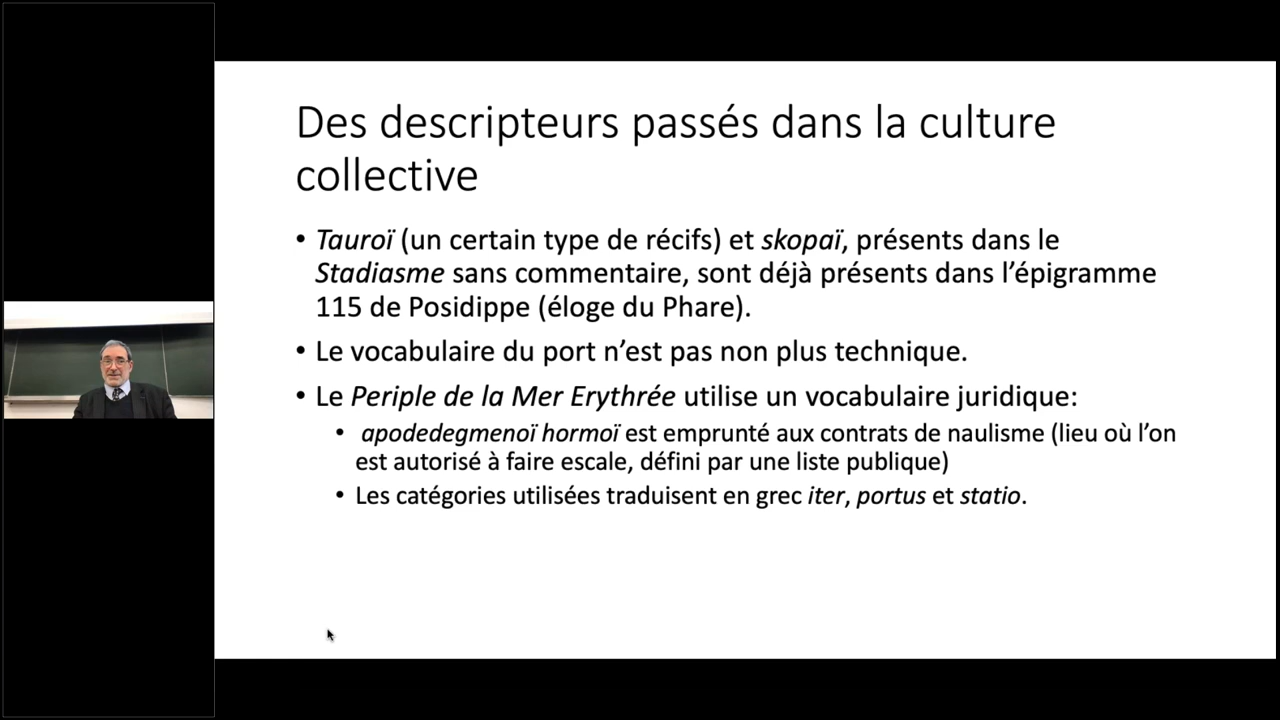 Des descripteurs passés dans la culture
collective
• Tauroï (un certain type de récifs) et skopaï, présents dans le
Stadiasme sans commentaire, sont déjà présents dans l’épigramme
115 de Posidippe (éloge du Phare).
• Le vocabulaire du port n’est pas non plus technique.
• Le Periple de la Mer Erythrée utilise un vocabulaire juridique:
• apodedegmenoï hormoï est emprunté aux contrats de naulisme (lieu où l’on
est autorisé à faire escale, défini par une liste publique)
• Les catégories utilisées traduisent en grec iter, portus et statio.